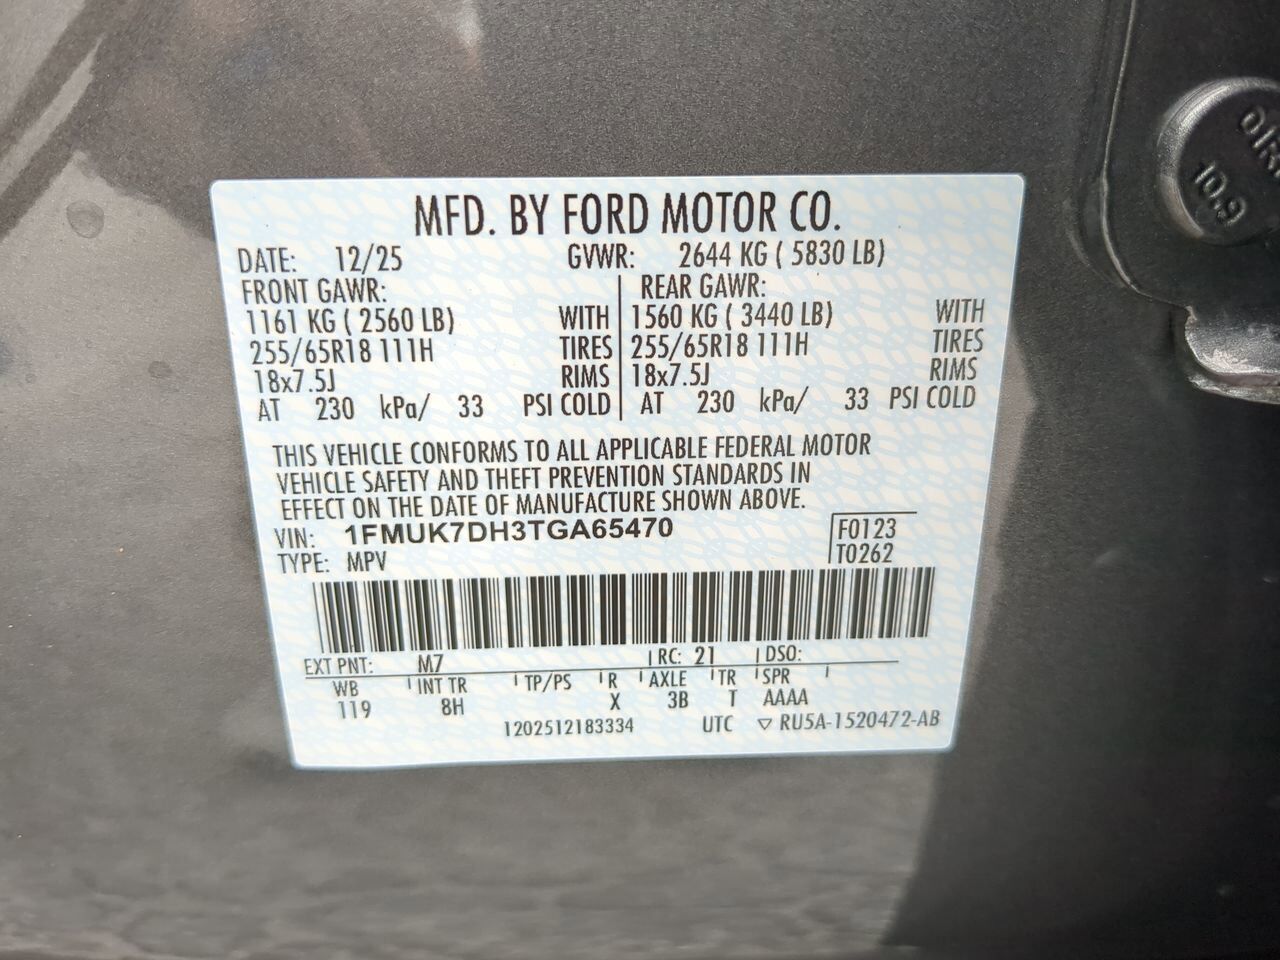 MFD. BY FORD MOTOR CO.
DATE: 12/25 GVWR: 2644 KG ( 5830 LB)
FRONT GAWR: REAR GAWR:
1161 KG ( 2560 LB) WITH 1560 KG ( 3440 LB) WITH
255/65R18 111H TIRES 255/65R18 111H TIRES
18x7.5J RIMS 18x7.5J RIMS
AT 230 kPa/ 33 PSI COLD AT 230 kPa/ 33 PSI COLD
THIS VEHICLE CONFORMS TO ALL APPLICABLE FEDERAL MOTOR
VEHICLE SAFETY AND THEFT PREVENTION STANDARDS IN
EFFECT ON THE DATE OF MANUFACTURE SHOWN ABOVE.
VIN: 1FMUK7DH3TGA65470 F0123
TYPE: MPV T0262
EXT PNT: M7 RC: 21 DSO:
WB INT TR TP/PS R AXLE TR SPR
119 8H X 3B T AAAA
1202512183334 UTC ▽ RU5A-1520472-AB
10.9